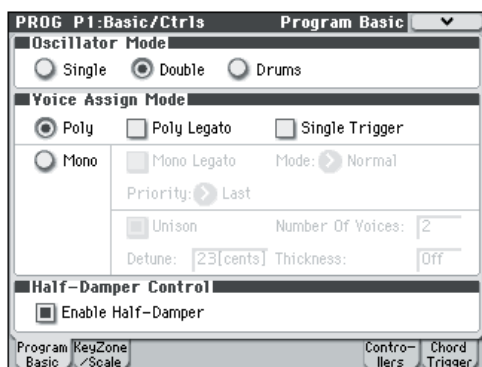 PROG P1:Basic/Ctrls Program Basic
Oscillator Mode
Single Double Drums
Voice Assign Mode
Poly Poly Legato Single Trigger
Mono Mono Legato Mode: Normal
Priority: Last
Unison Number Of Voices: 2
Detune: 23[cents] Thickness: Off
Half-Damper Control
Enable Half-Damper
Program Basic KeyZone /Scale Contro- llers Chord Trigger